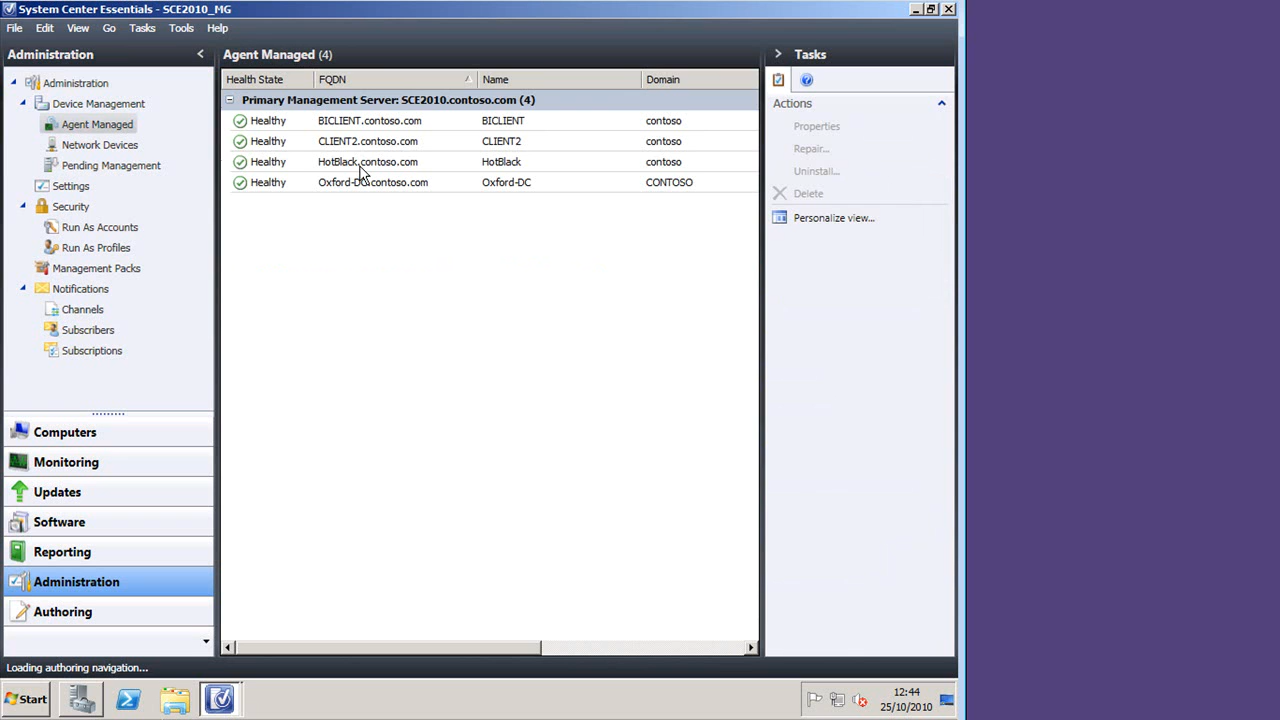 System Center Essentials - SCE2010_MG
File Edit View Go Tasks Tools Help
Administration
Administration
Device Management
Agent Managed
Network Devices
Pending Management
Settings
Security
Run As Accounts
Run As Profiles
Management Packs
Notifications
Channels
Subscribers
Subscriptions
Computers
Monitoring
Updates
Software
Reporting
Administration
Authoring
Agent Managed (4)
Health State FQDN Name Domain
Primary Management Server: SCE2010.contoso.com (4)
Healthy BICLIENT.contoso.com BICLIENT contoso
Healthy CLIENT2.contoso.com CLIENT2 contoso
Healthy HotBlack.contoso.com HotBlack contoso
Healthy Oxford-DC.contoso.com Oxford-DC CONTOSO
Tasks
Actions
Properties
Repair...
Uninstall...
Delete
Personalize view...
Loading authoring navigation...
Start
12:44
25/10/2010